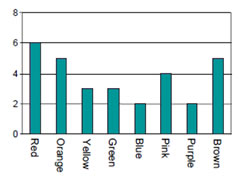 8
6
4
2
0
Red
Orange
Yellow
Green
Blue
Pink
Purple
Brown